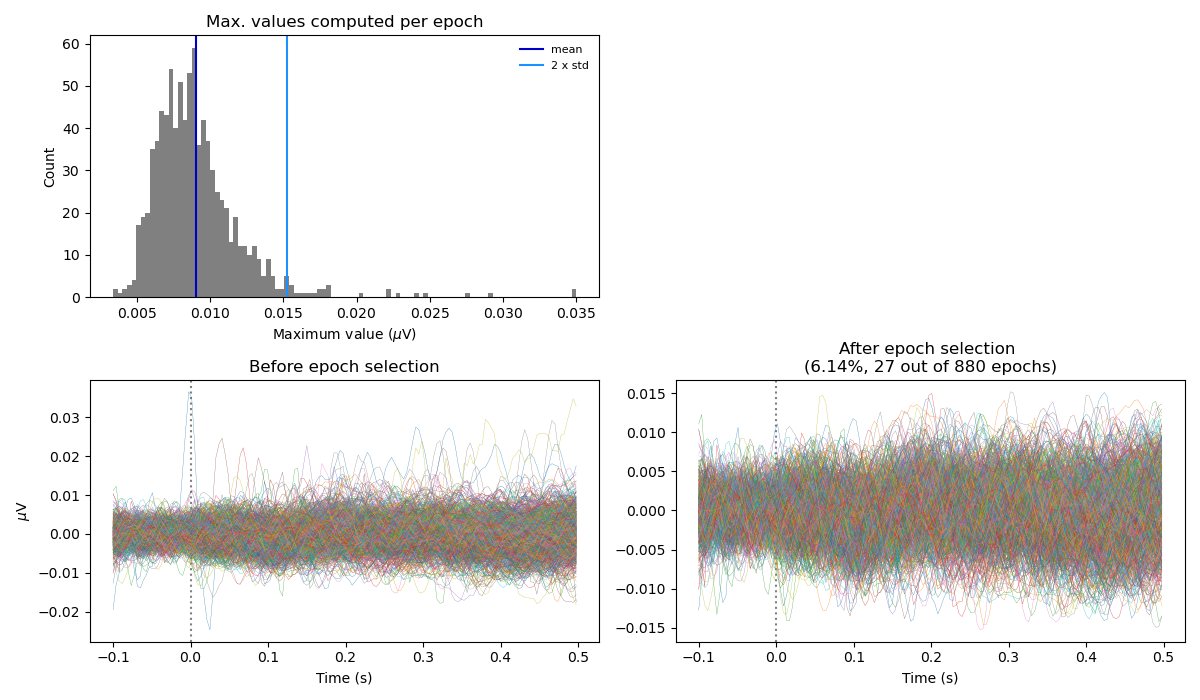 Max. values computed per epoch
60
50
40
30
20
10
0
Count
mean
2 x std
0.005 0.010 0.015 0.020 0.025 0.030 0.035
Maximum value (μV)
Before epoch selection
0.03
0.02
0.01
0.00
−0.01
−0.02
μV
−0.1 0.0 0.1 0.2 0.3 0.4 0.5
Time (s)
After epoch selection
(6.14%, 27 out of 880 epochs)
0.015
0.010
0.005
0.000
−0.005
−0.010
−0.015
−0.1 0.0 0.1 0.2 0.3 0.4 0.5
Time (s)